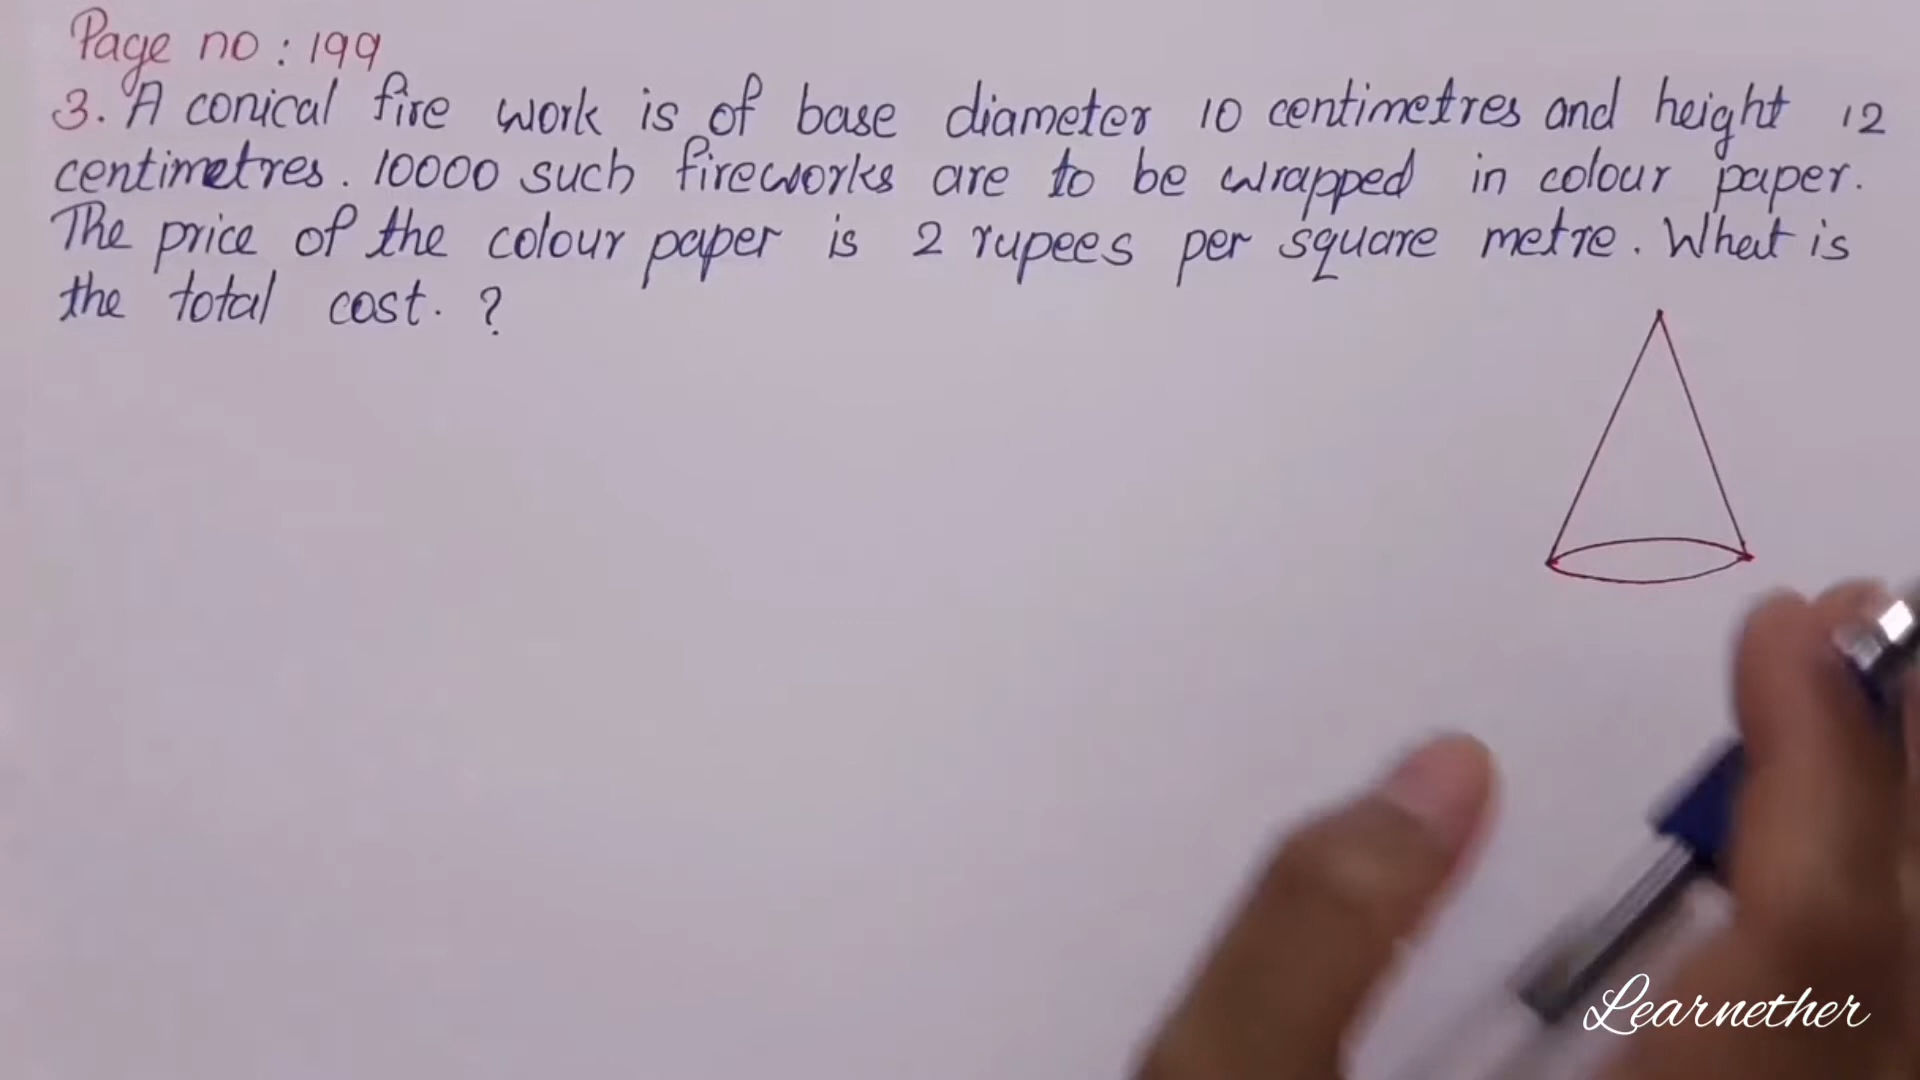 Page no : 199
3. A conical fire work is of base diameter 10 centimetres and height 12
centimetres. 10000 such fireworks are to be wrapped in colour paper.
The price of the colour paper is 2 rupees per square metre. What is
the total cost. ?
Learnether